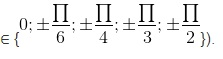 ∈{ 0; ±∏/6; ±∏/4; ±∏/3; ±∏/2 }).